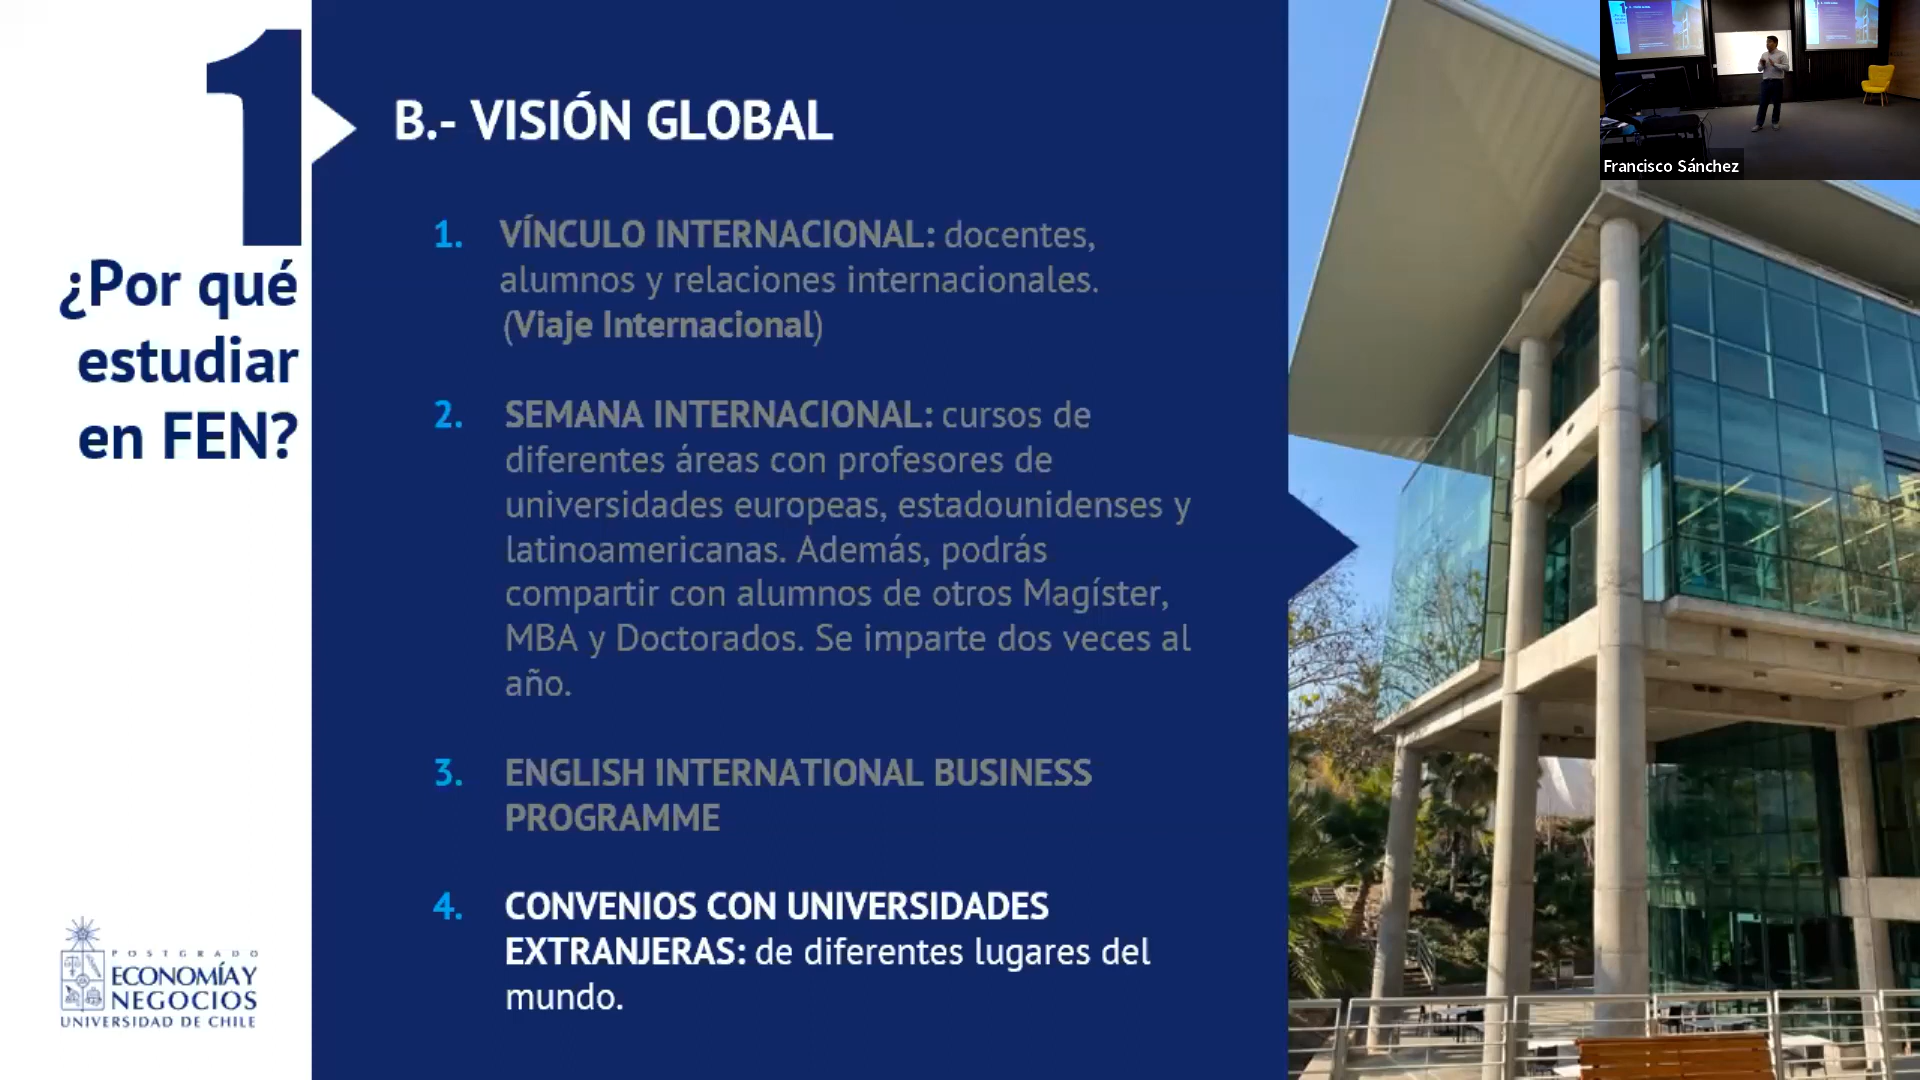 1
¿Por qué
estudiar
en FEN?
B.- VISIÓN GLOBAL
1. VÍNCULO INTERNACIONAL: docentes,
alumnos y relaciones internacionales.
(Viaje Internacional)
2. SEMANA INTERNACIONAL: cursos de
diferentes áreas con profesores de
universidades europeas, estadounidenses y
latinoamericanas. Además, podrás
compartir con alumnos de otros Magíster,
MBA y Doctorados. Se imparte dos veces al
año.
3. ENGLISH INTERNATIONAL BUSINESS
PROGRAMME
4. CONVENIOS CON UNIVERSIDADES
EXTRANJERAS: de diferentes lugares del
mundo.
POSTGRADO
ECONOMÍA Y
NEGOCIOS
UNIVERSIDAD DE CHILE
Francisco Sánchez